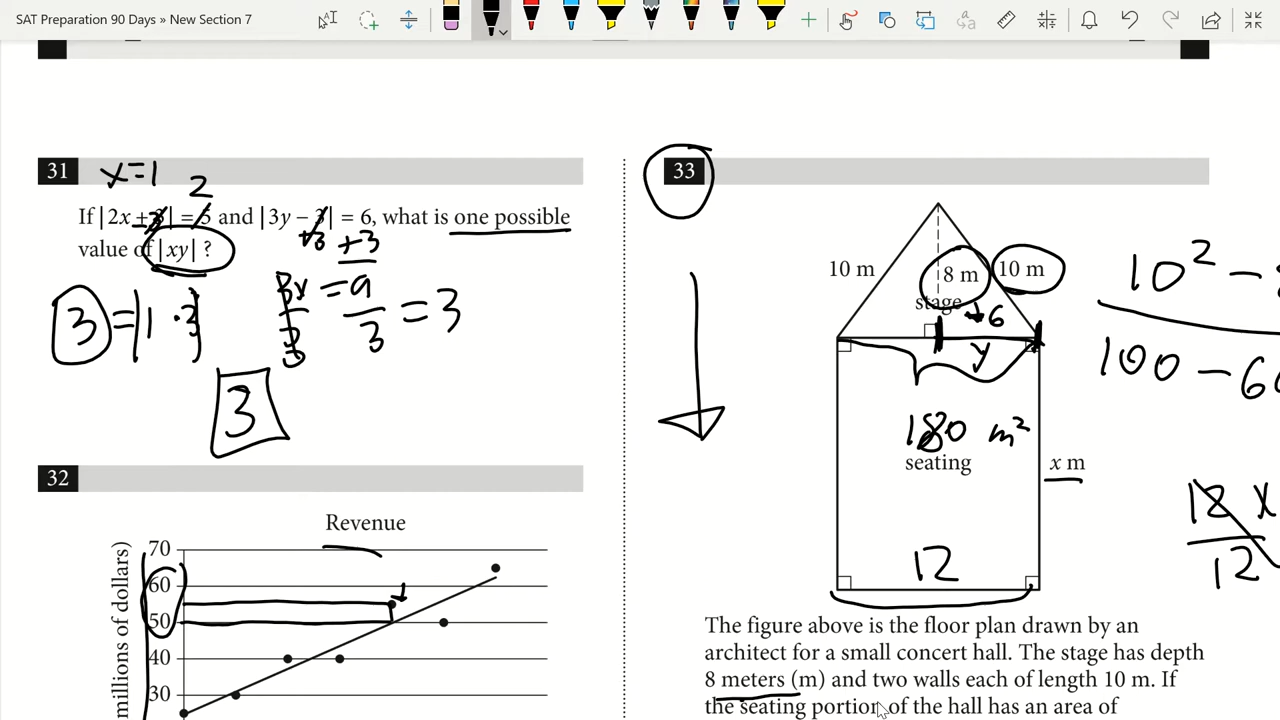 SAT Preparation 90 Days » New Section 7
31
x=1
2
If |2x + 3| = 5 and |3y − 3| = 6, what is one possible
value of |xy| ?
+3
+3
3 = |1 · 3|
3x = 9
3
3
= 3
3
32
Revenue
millions of dollars)
70
60
50
40
30
33
10 m
8 m
10 m
stage
6
y
180 m²
seating
x m
12
10² −
100 − 6
12 x
12
The figure above is the floor plan drawn by an
architect for a small concert hall. The stage has depth
8 meters (m) and two walls each of length 10 m. If
the seating portion of the hall has an area of